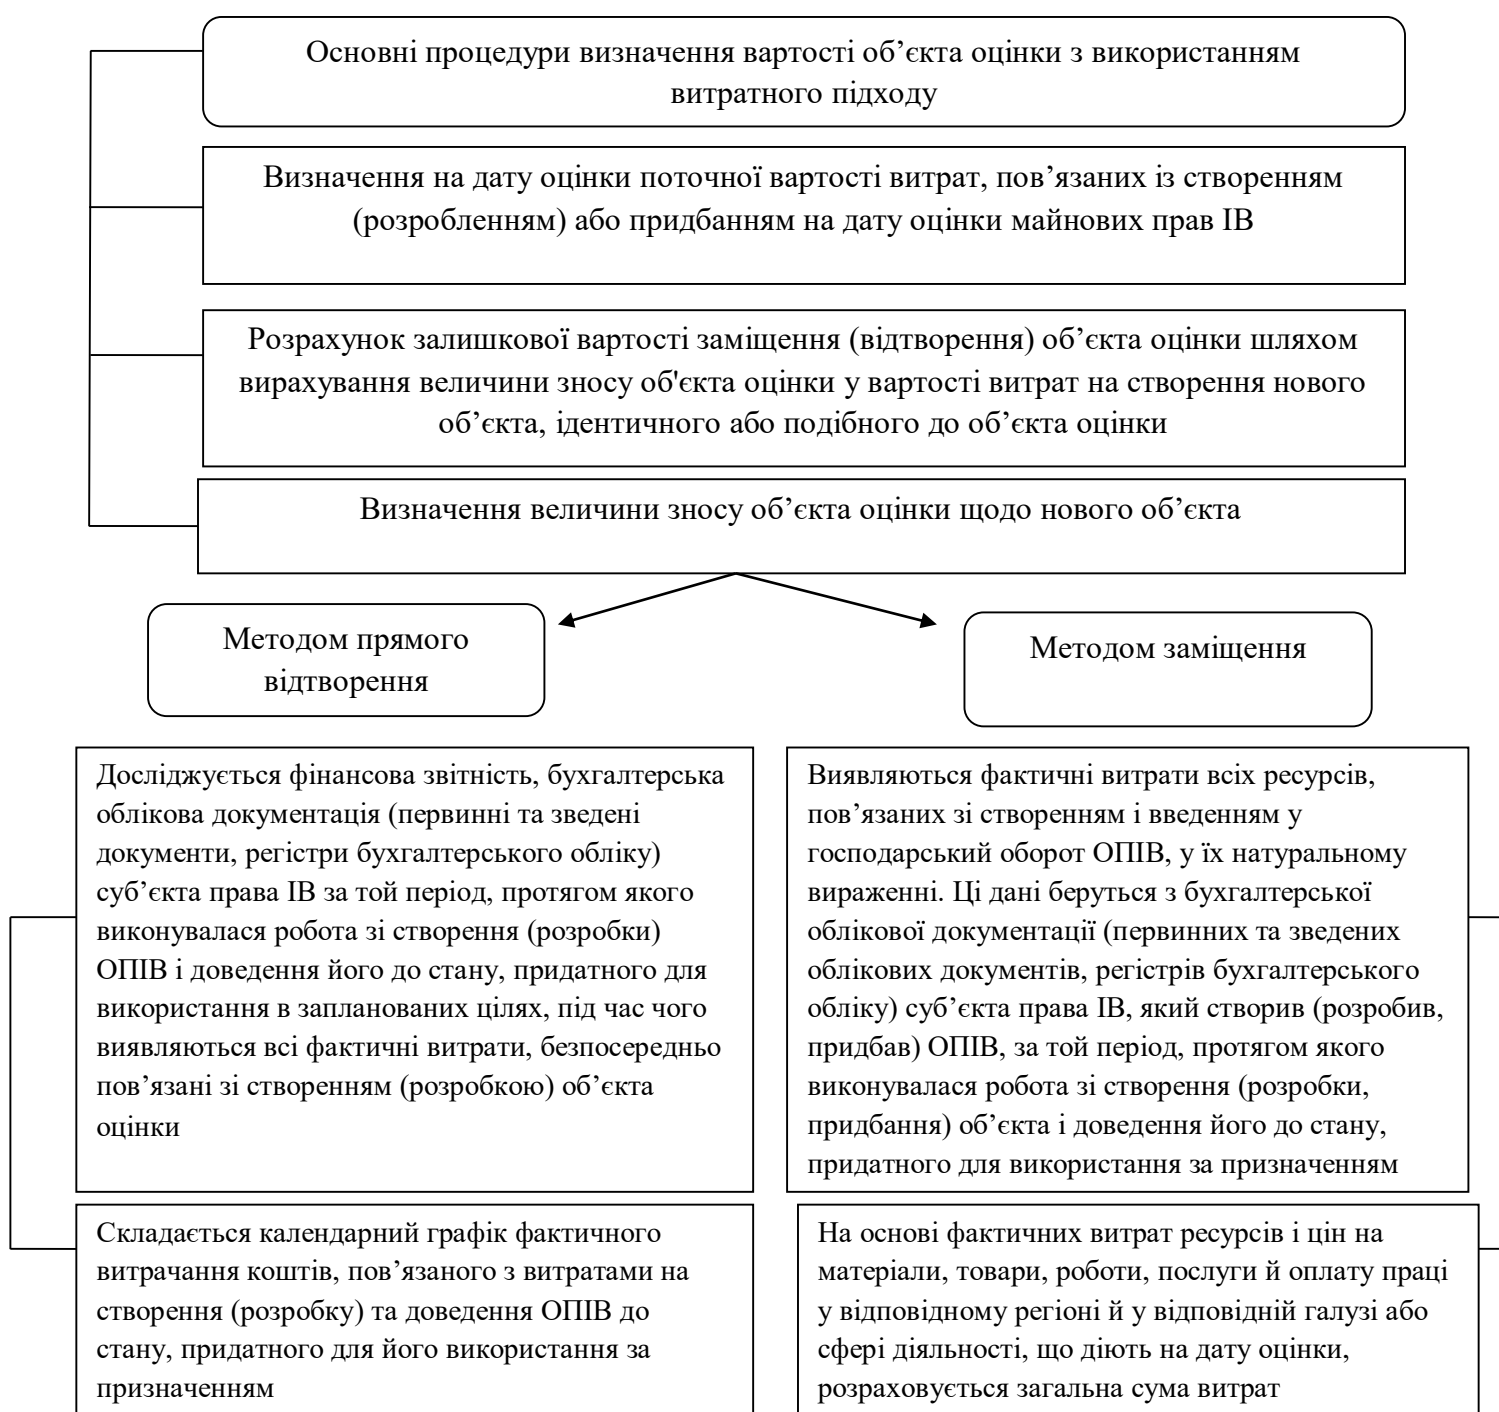 Основні процедури визначення вартості об’єкта оцінки з використанням
витратного підходу
Визначення на дату оцінки поточної вартості витрат, пов’язаних із створенням
(розробленням) або придбанням на дату оцінки майнових прав ІВ
Розрахунок залишкової вартості заміщення (відтворення) об’єкта оцінки шляхом
вирахування величини зносу об'єкта оцінки у вартості витрат на створення нового
об’єкта, ідентичного або подібного до об’єкта оцінки
Визначення величини зносу об’єкта оцінки щодо нового об’єкта
Методом прямого
відтворення
Методом заміщення
Досліджується фінансова звітність, бухгалтерська
облікова документація (первинні та зведені
документи, регістри бухгалтерського обліку)
суб’єкта права ІВ за той період, протягом якого
виконувалася робота зі створення (розробки)
ОПІВ і доведення його до стану, придатного для
використання в запланованих цілях, під час чого
виявляються всі фактичні витрати, безпосередньо
пов’язані зі створенням (розробкою) об’єкта
оцінки
Виявляються фактичні витрати всіх ресурсів,
пов’язаних зі створенням і введенням у
господарський оборот ОПІВ, у їх натуральному
вираженні. Ці дані беруться з бухгалтерської
облікової документації (первинних та зведених
облікових документів, регістрів бухгалтерського
обліку) суб’єкта права ІВ, який створив (розробив,
придбав) ОПІВ, за той період, протягом якого
виконувалася робота зі створення (розробки,
придбання) об’єкта і доведення його до стану,
придатного для використання за призначенням
Складається календарний графік фактичного
витрачання коштів, пов’язаного з витратами на
створення (розробку) та доведення ОПІВ до
стану, придатного для його використання за
призначенням
На основі фактичних витрат ресурсів і цін на
матеріали, товари, роботи, послуги й оплату праці
у відповідному регіоні й у відповідній галузі або
сфері діяльності, що діють на дату оцінки,
розраховується загальна сума витрат